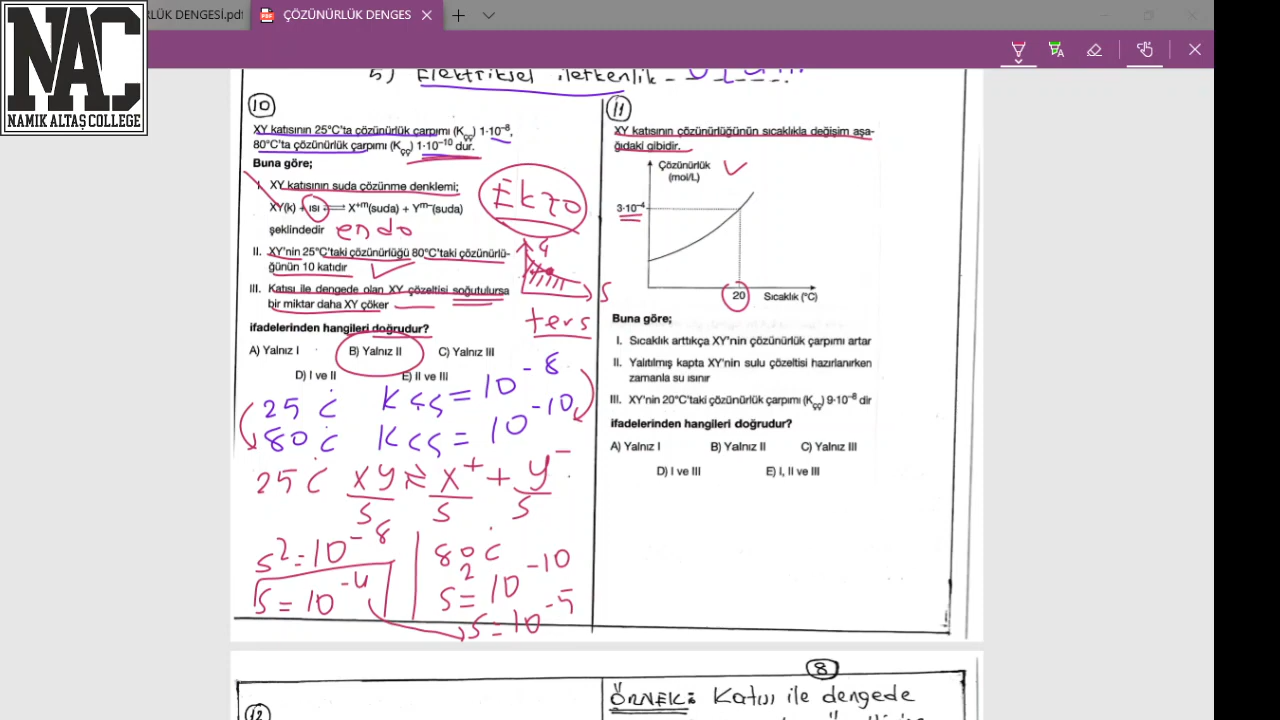 RLÜK DENGESİ.pdf
ÇÖZÜNÜRLÜK DENGES
NAC
NAMIK ALTAŞ COLLEGE
5) Elektriksel iletkenlik -
10
XY katısının 25°C'ta çözünürlük çarpımı (Kçç) 1·10⁻⁸,
80°C'ta çözünürlük çarpımı (Kçç) 1·10⁻¹⁰ dur.
Buna göre;
I. XY katısının suda çözünme denklemi;
XY(k) + ısı ⇌ X⁺ᵐ(suda) + Yᵐ⁻(suda)
şeklindedir endo
Ekzo
II. XY'nin 25°C'taki çözünürlüğü 80°C'taki çözünürlü-
ğünün 10 katıdır
III. Katısı ile dengede olan XY çözeltisi soğutulursa
bir miktar daha XY çöker
ç
S
ters
ifadelerinden hangileri doğrudur?
A) Yalnız I B) Yalnız II C) Yalnız III
D) I ve II E) II ve III
25 °C Kçç = 10⁻⁸
80 °C Kçç = 10⁻¹⁰
25 °C XY ⇌ X⁺ + Y⁻
S S S
S² = 10⁻⁸
S = 10⁻⁴
80 °C
S² = 10⁻¹⁰
S = 10⁻⁵
11
XY katısının çözünürlüğünün sıcaklıkla değişim aşa-
ğıdaki gibidir.
Çözünürlük
(mol/L)
3·10⁻⁴
20 Sıcaklık (°C)
Buna göre;
I. Sıcaklık arttıkça XY'nin çözünürlük çarpımı artar
II. Yalıtılmış kapta XY'nin sulu çözeltisi hazırlanırken
zamanla su ısınır
III. XY'nin 20°C'taki çözünürlük çarpımı (Kçç) 9·10⁻⁸ dir
ifadelerinden hangileri doğrudur?
A) Yalnız I B) Yalnız II C) Yalnız III
D) I ve III E) I, II ve III
12
8
ÖRNEK: Katısı ile dengede